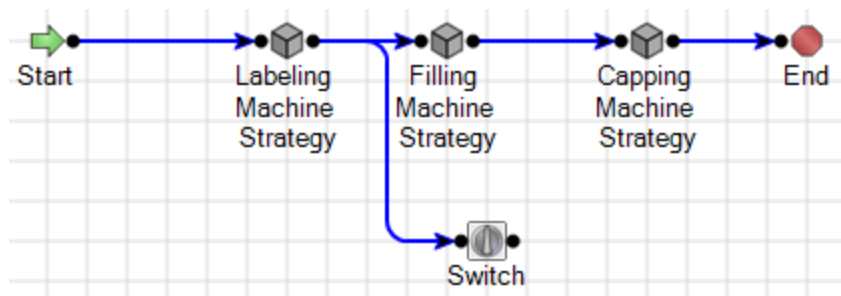 Start
Labeling
Machine
Strategy
Filling
Machine
Strategy
Capping
Machine
Strategy
End
Switch